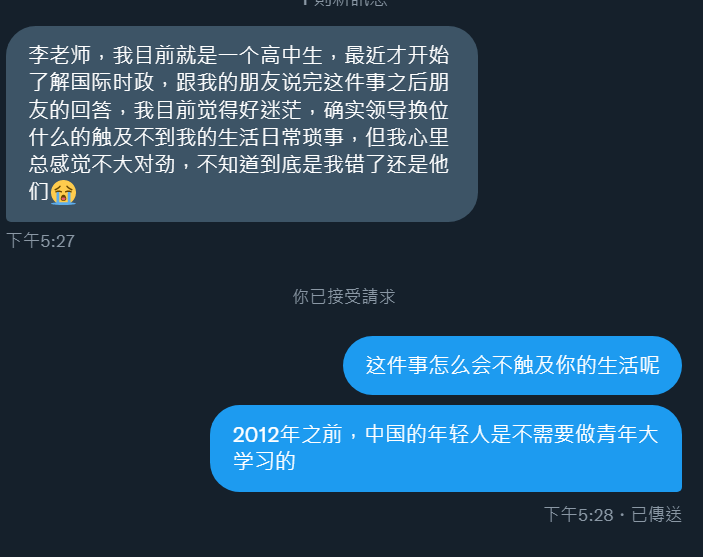 1 則新訊息
李老师，我目前就是一个高中生，最近才开始
了解国际时政，跟我的朋友说完这件事之后朋
友的回答，我目前觉得好迷茫，确实领导换位
什么的触及不到我的生活日常琐事，但我心里
总感觉不大对劲，不知道到底是我错了还是他
们😭
下午5:27
你已接受請求
这件事怎么会不触及你的生活呢
2012年之前，中国的年轻人是不需要做青年大
学习的
下午5:28 · 已傳送